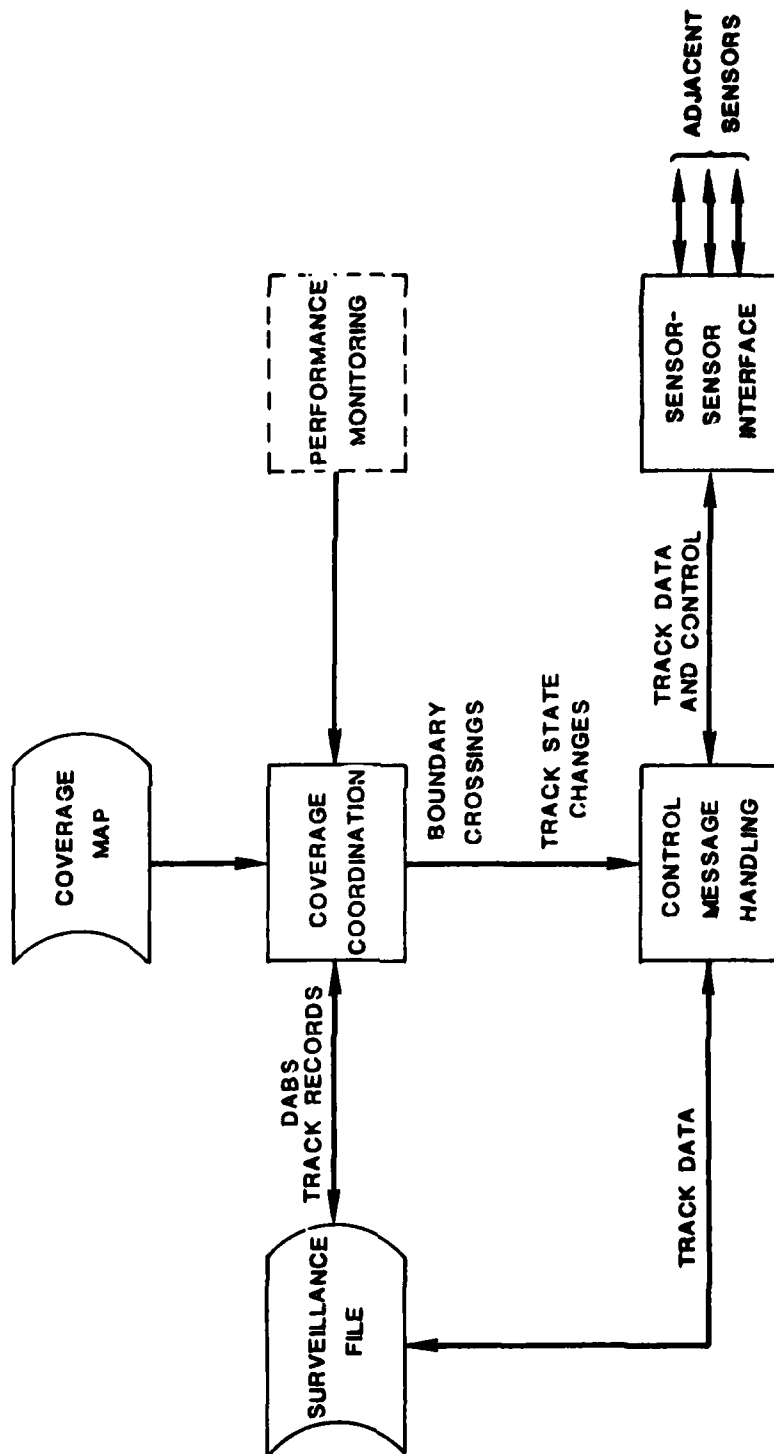 COVERAGE
MAP
SURVEILLANCE
FILE
DABS
TRACK RECORDS
COVERAGE
COORDINATION
PERFORMANCE
MONITORING
BOUNDARY
CROSSINGS
TRACK STATE
CHANGES
TRACK DATA
CONTROL
MESSAGE
HANDLING
TRACK DATA
AND CONTROL
SENSOR-
SENSOR
INTERFACE
ADJACENT
SENSORS